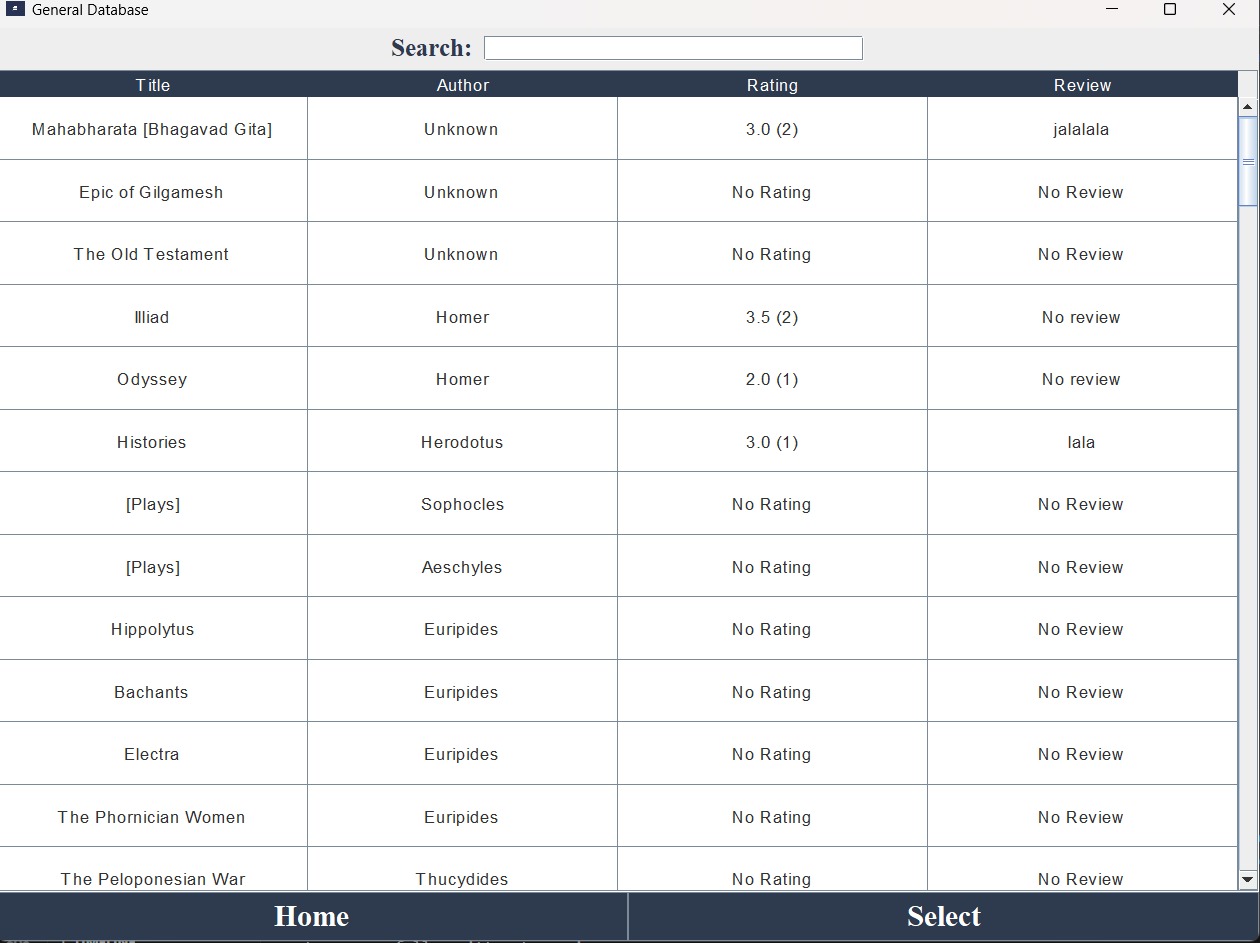 General Database
Search:
Title Author Rating Review
Mahabharata [Bhagavad Gita] Unknown 3.0 (2) jalalala
Epic of Gilgamesh Unknown No Rating No Review
The Old Testament Unknown No Rating No Review
Illiad Homer 3.5 (2) No review
Odyssey Homer 2.0 (1) No review
Histories Herodotus 3.0 (1) lala
[Plays] Sophocles No Rating No Review
[Plays] Aeschyles No Rating No Review
Hippolytus Euripides No Rating No Review
Bachants Euripides No Rating No Review
Electra Euripides No Rating No Review
The Phornician Women Euripides No Rating No Review
The Peloponesian War Thucydides No Rating No Review
Home Select